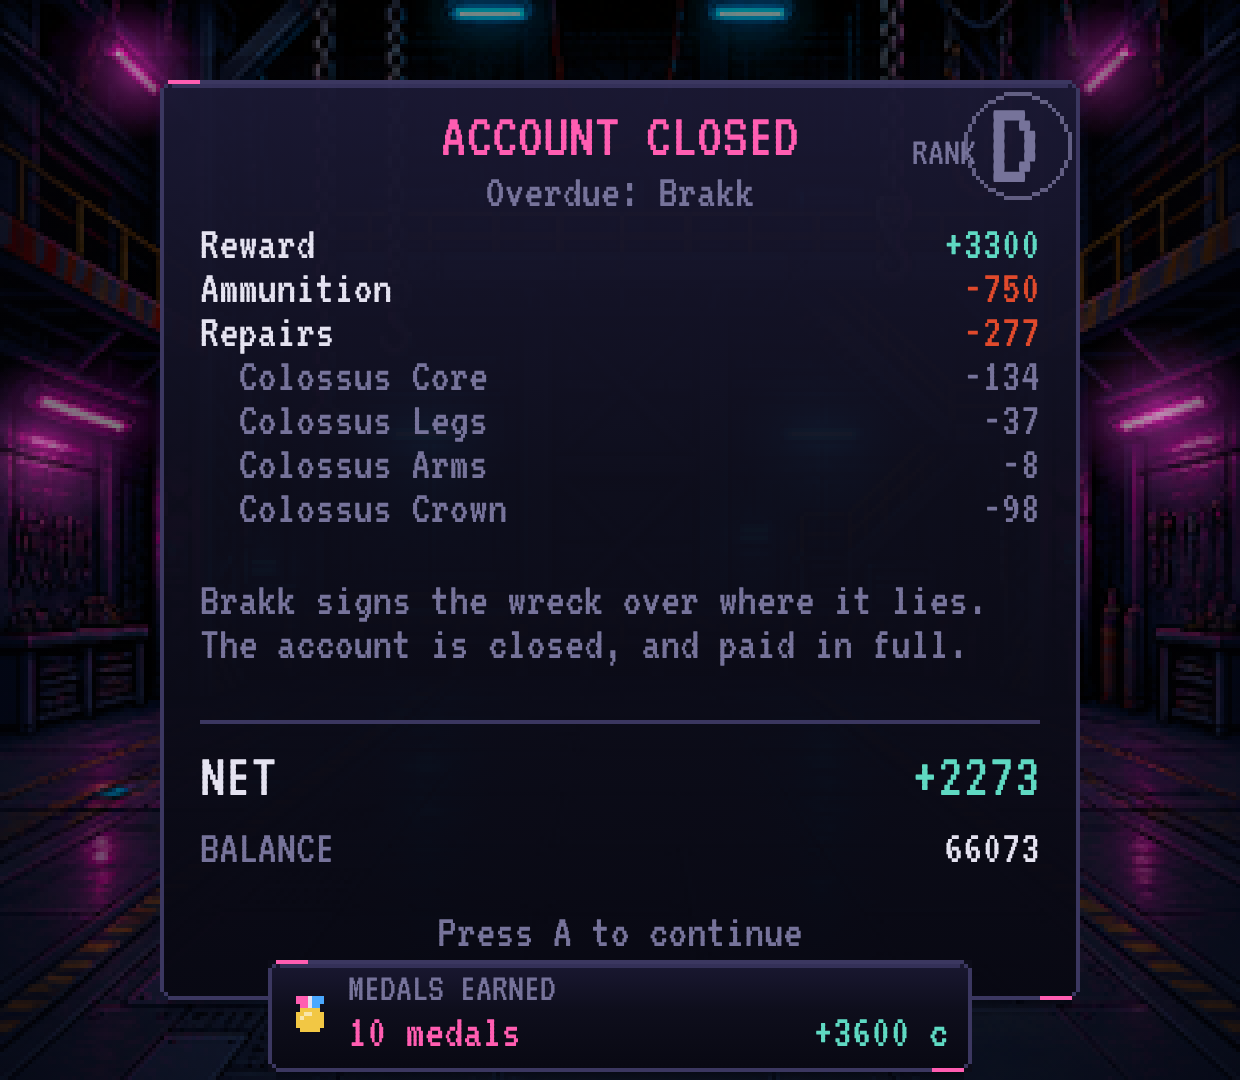 ACCOUNT CLOSED
RANK D
Overdue: Brakk
Reward +3300
Ammunition -750
Repairs -277
Colossus Core -134
Colossus Legs -37
Colossus Arms -8
Colossus Crown -98
Brakk signs the wreck over where it lies.
The account is closed, and paid in full.
NET +2273
BALANCE 66073
Press A to continue
MEDALS EARNED
10 medals +3600 c